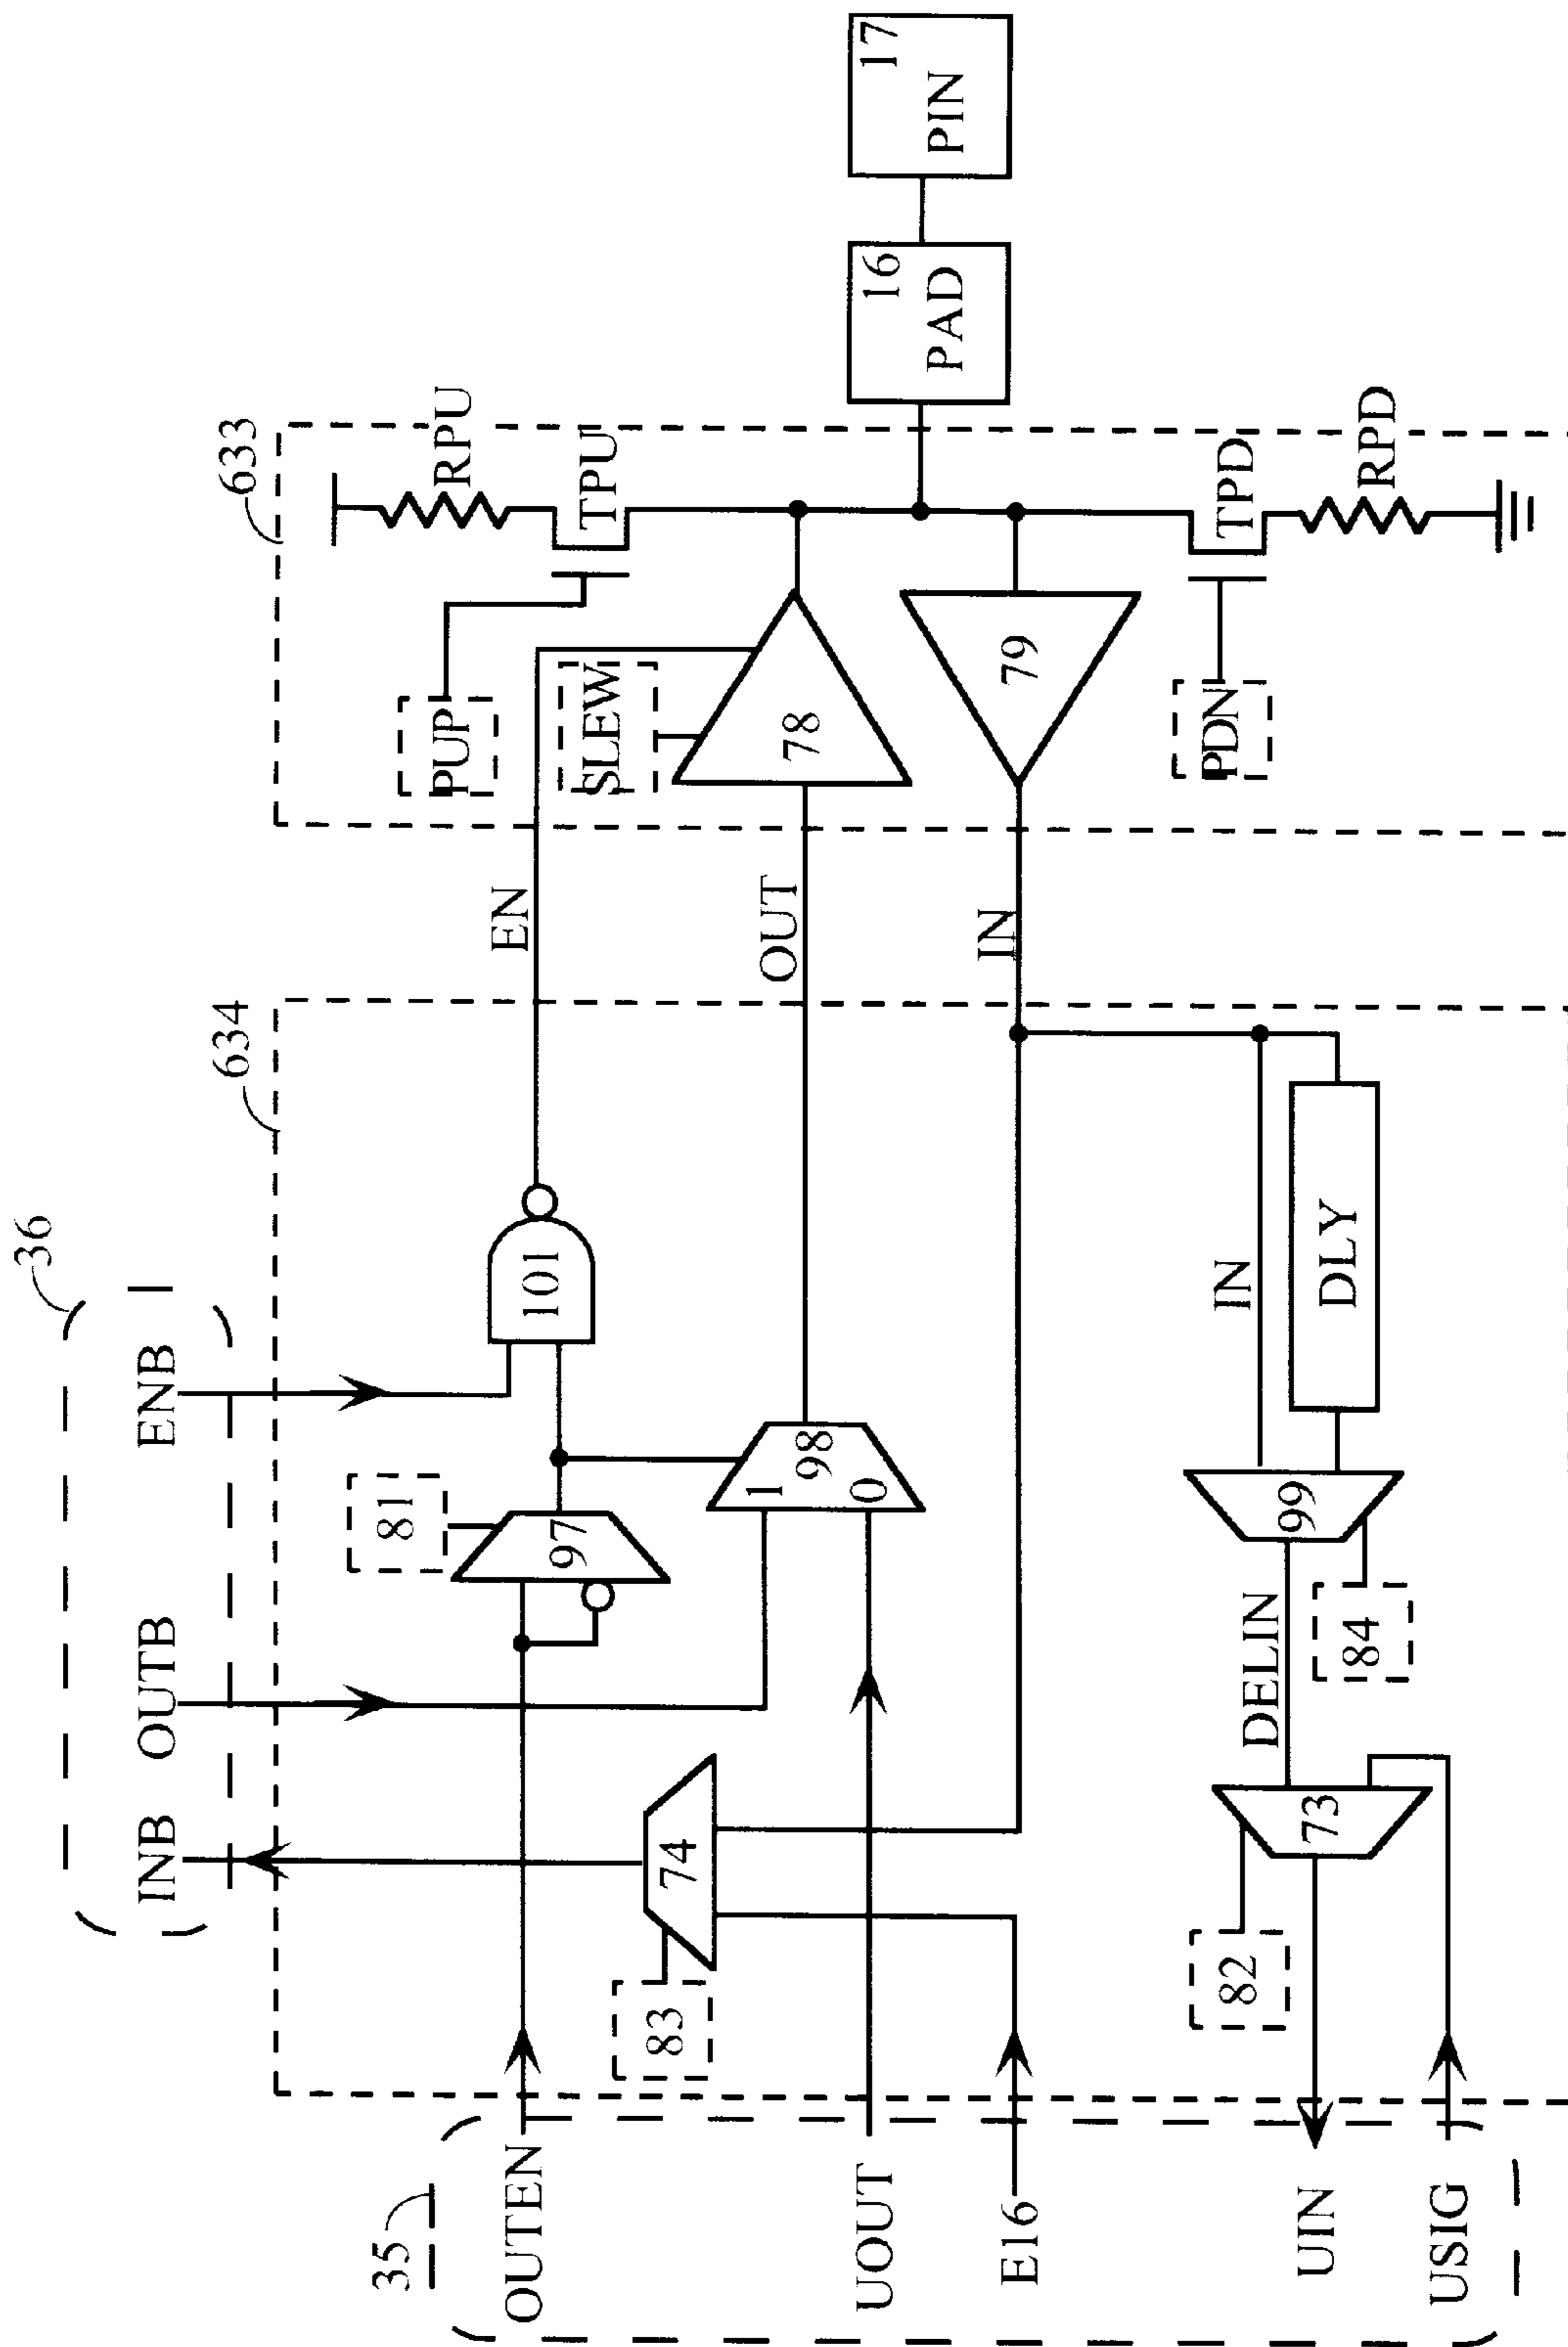 36
INB
OUTB
ENB
634
633
35
OUTEN
UOUT
E16
UIN
USIG
83
74
81
97
101
EN
PUP
RPU
TPU
SLEW
1
98
0
OUT
78
PAD
16
PIN
17
IN
79
82
73
DELIN
84
99
IN
DLY
PDN
TPD
RPD